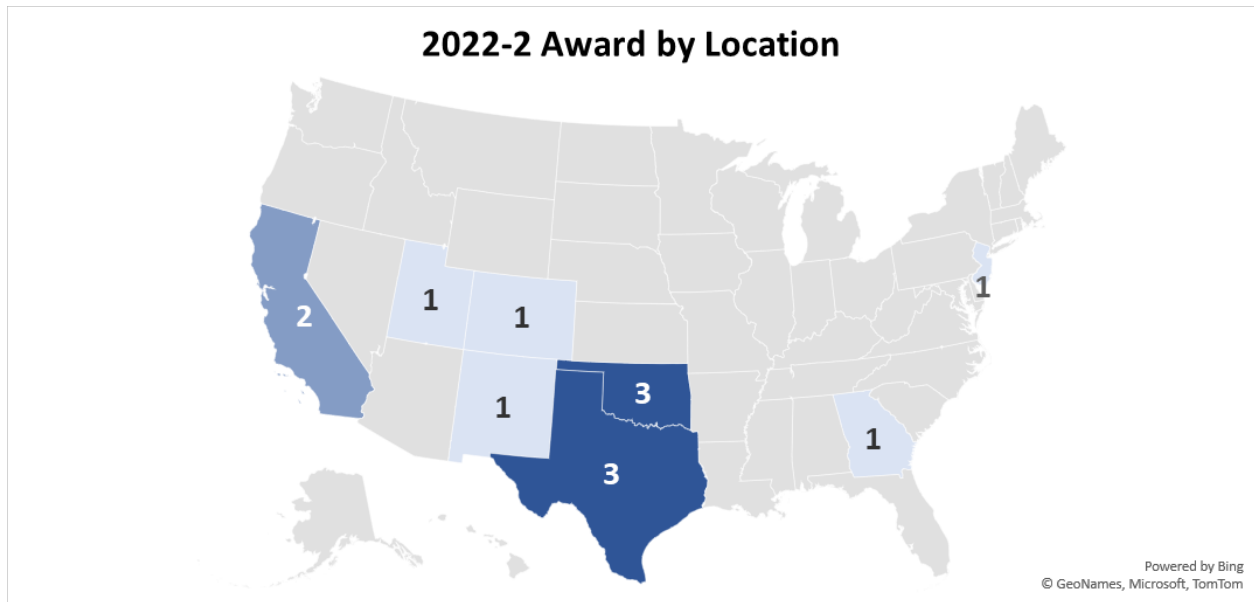 2022-2 Award by Location
2
1
1
1
3
3
1
1
Powered by Bing
© GeoNames, Microsoft, TomTom